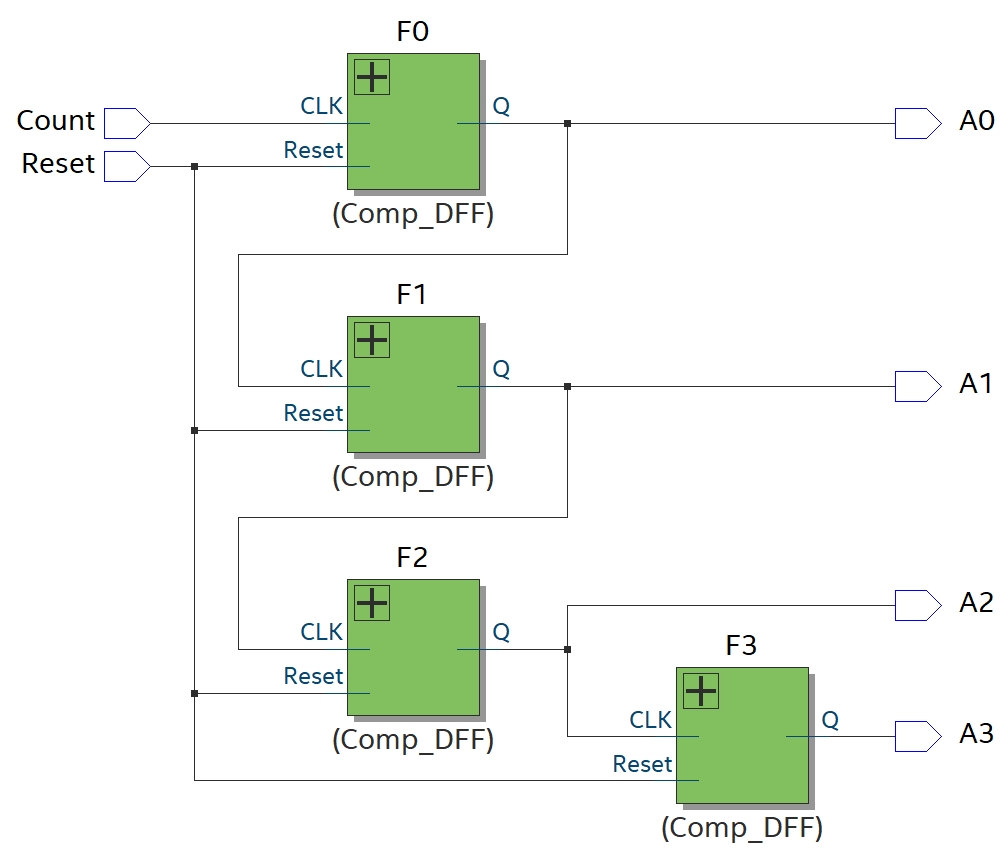 F0
CLK
Q
Count
A0
Reset
Reset
(Comp_DFF)
F1
CLK
Q
A1
Reset
(Comp_DFF)
F2
CLK
Q
A2
Reset
(Comp_DFF)
F3
CLK
Q
A3
Reset
(Comp_DFF)